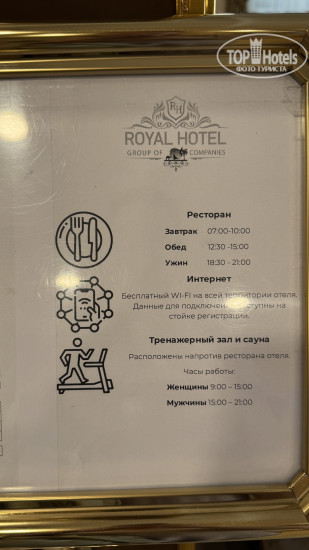 TOP Hotels
ФОТО ТУРИСТА
RH
ROYAL HOTEL
GROUP OF COMPANIES
Ресторан
Завтрак 07:00-10:00
Обед 12:30 -15:00
Ужин 18:30 - 21:00
Интернет
Бесплатный WI-FI на всей территории отеля.
Данные для подключения доступны на
стойке регистрации.
Тренажерный зал и сауна
Расположены напротив ресторана отеля.
Часы работы:
Женщины 9:00 – 15:00
Мужчины 15:00 – 21:00